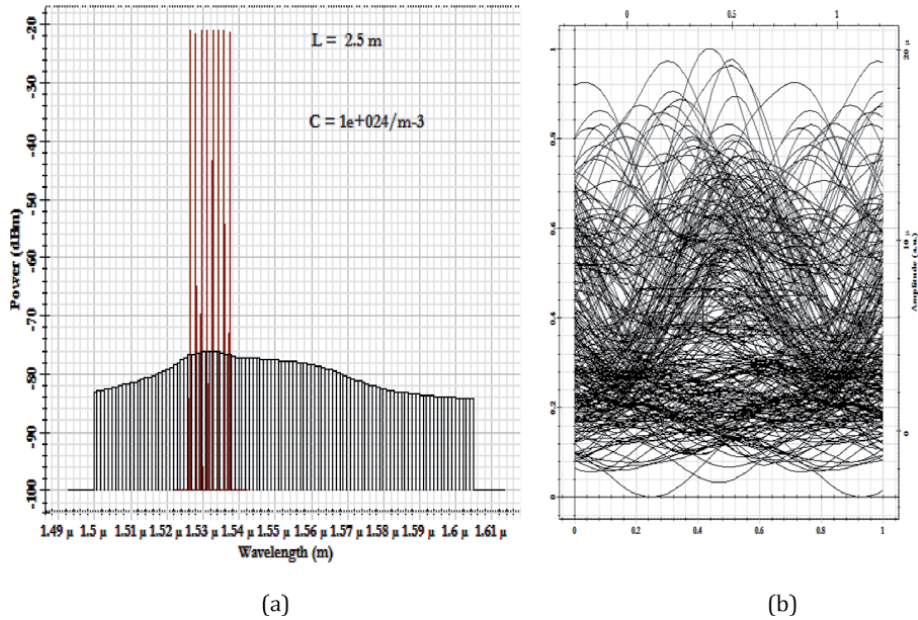 -20
-30
-40
-50
-60
-70
-80
-90
-100
Power (dBm)
L = 2.5 m
C = 1e+024/m-3
1.49 µ 1.5 µ 1.51 µ 1.52 µ 1.53 µ 1.54 µ 1.55 µ 1.56 µ 1.57 µ 1.58 µ 1.59 µ 1.6 µ 1.61 µ
Wavelength (m)
(a)
0 0.5 1
1
0.8
0.6
0.4
0.2
0
20 µ
10 µ
0
Amplitude (a.u.)
0 0.2 0.4 0.6 0.8 1
(b)